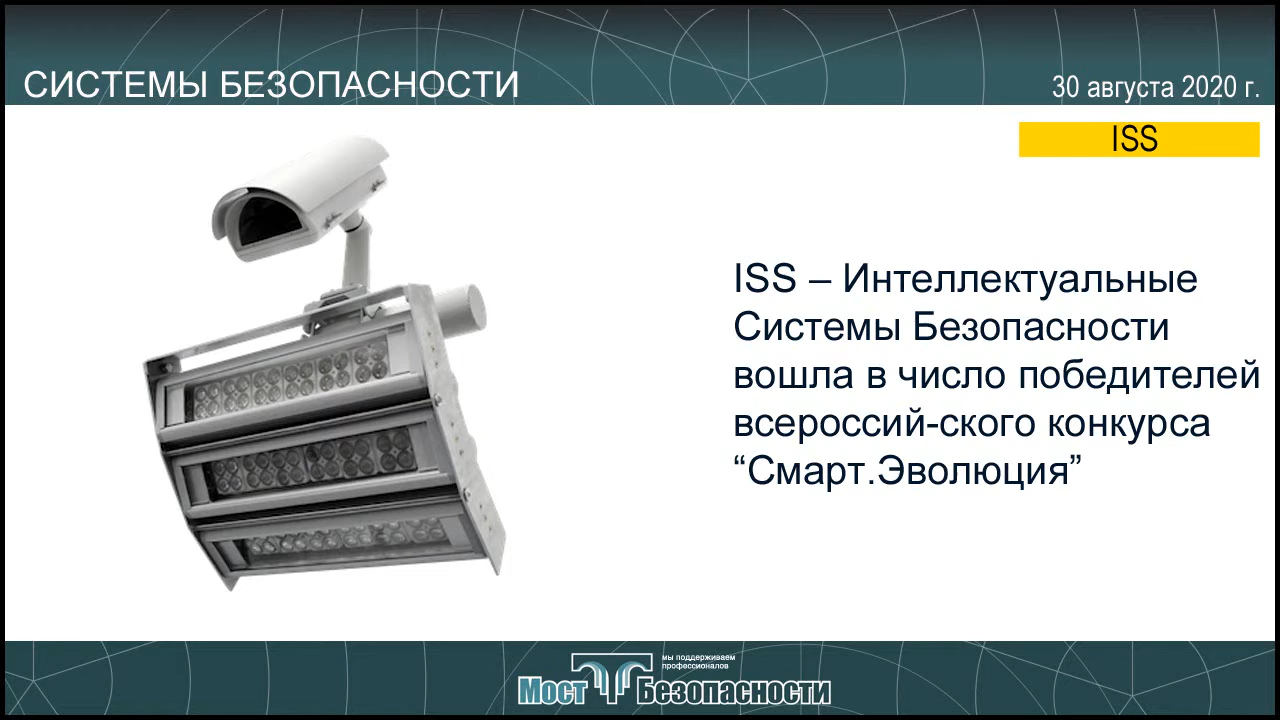 СИСТЕМЫ БЕЗОПАСНОСТИ
30 августа 2020 г.
ISS
ISS – Интеллектуальные
Системы Безопасности
вошла в число победителей
всероссий-ского конкурса
“Смарт.Эволюция”
мы поддерживаем
профессионалов
Мост Безопасности